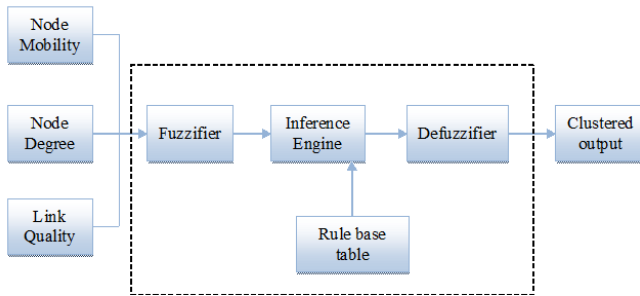 Node
Mobility
Node
Degree
Link
Quality
Fuzzifier
Inference
Engine
Defuzzifier
Clustered
output
Rule base
table